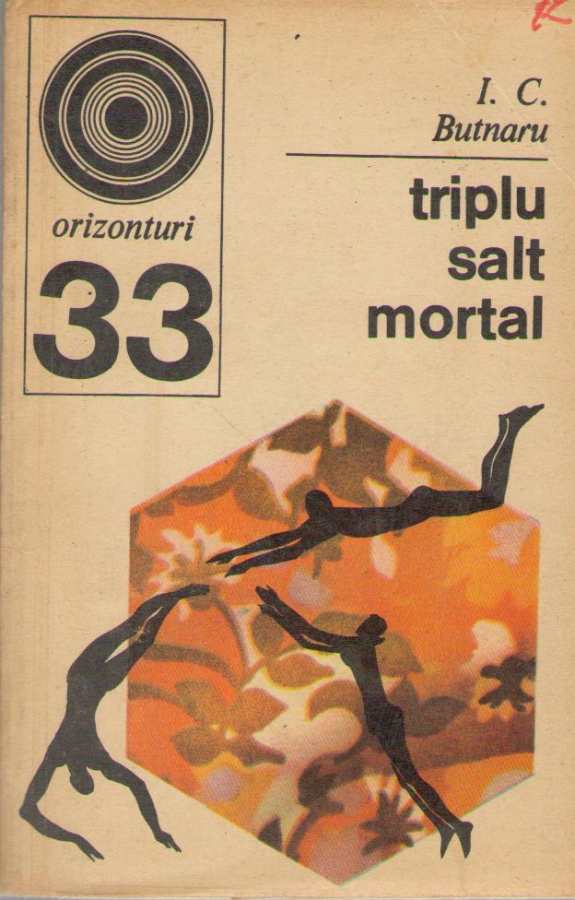 I. C.
Butnaru
triplu
salt
mortal
orizonturi
33